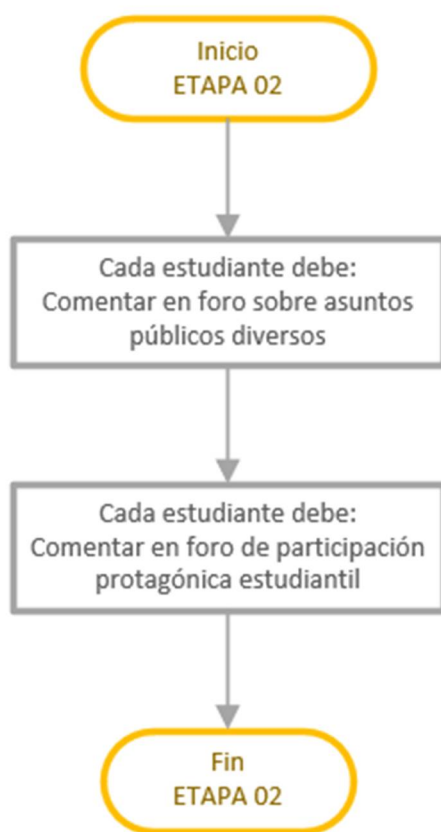 Inicio
ETAPA 02
Cada estudiante debe:
Comentar en foro sobre asuntos
públicos diversos
Cada estudiante debe:
Comentar en foro de participación
protagónica estudiantil
Fin
ETAPA 02